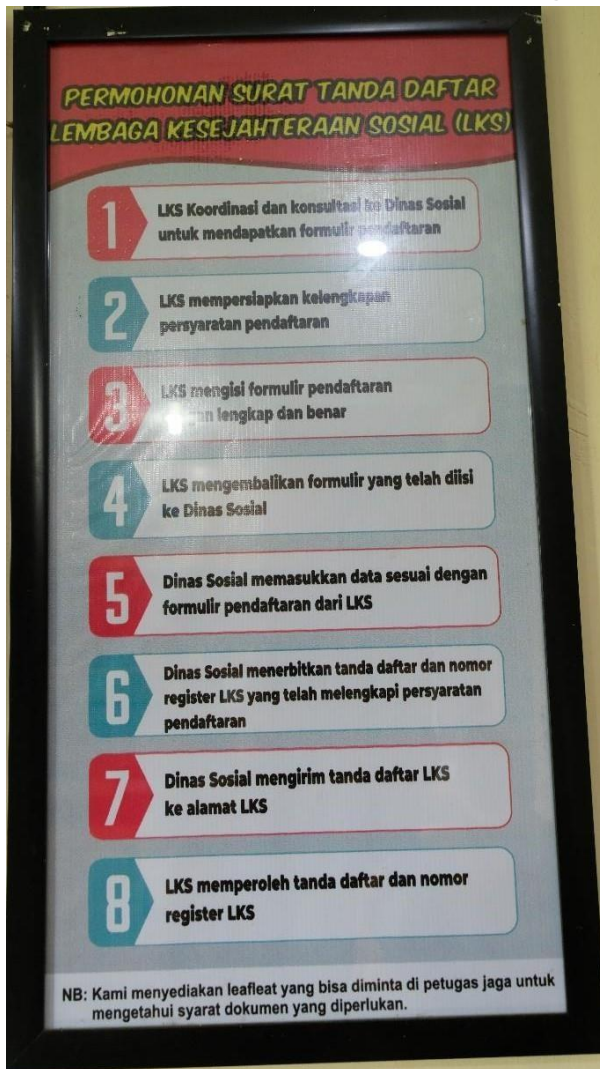 PERMOHONAN SURAT TANDA DAFTAR
LEMBAGA KESEJAHTERAAN SOSIAL (LKS)
1
LKS Koordinasi dan konsultasi ke Dinas Sosial
untuk mendapatkan formulir pendaftaran
2
LKS mempersiapkan kelengkapan
persyaratan pendaftaran
3
LKS mengisi formulir pendaftaran
lengkap dan benar
4
LKS mengembalikan formulir yang telah diisi
ke Dinas Sosial
5
Dinas Sosial memasukkan data sesuai dengan
formulir pendaftaran dari LKS
6
Dinas Sosial menerbitkan tanda daftar dan nomor
register LKS yang telah melengkapi persyaratan
pendaftaran
7
Dinas Sosial mengirim tanda daftar LKS
ke alamat LKS
8
LKS memperoleh tanda daftar dan nomor
register LKS
NB: Kami menyediakan leafleat yang bisa diminta di petugas jaga untuk
mengetahui syarat dokumen yang diperlukan.